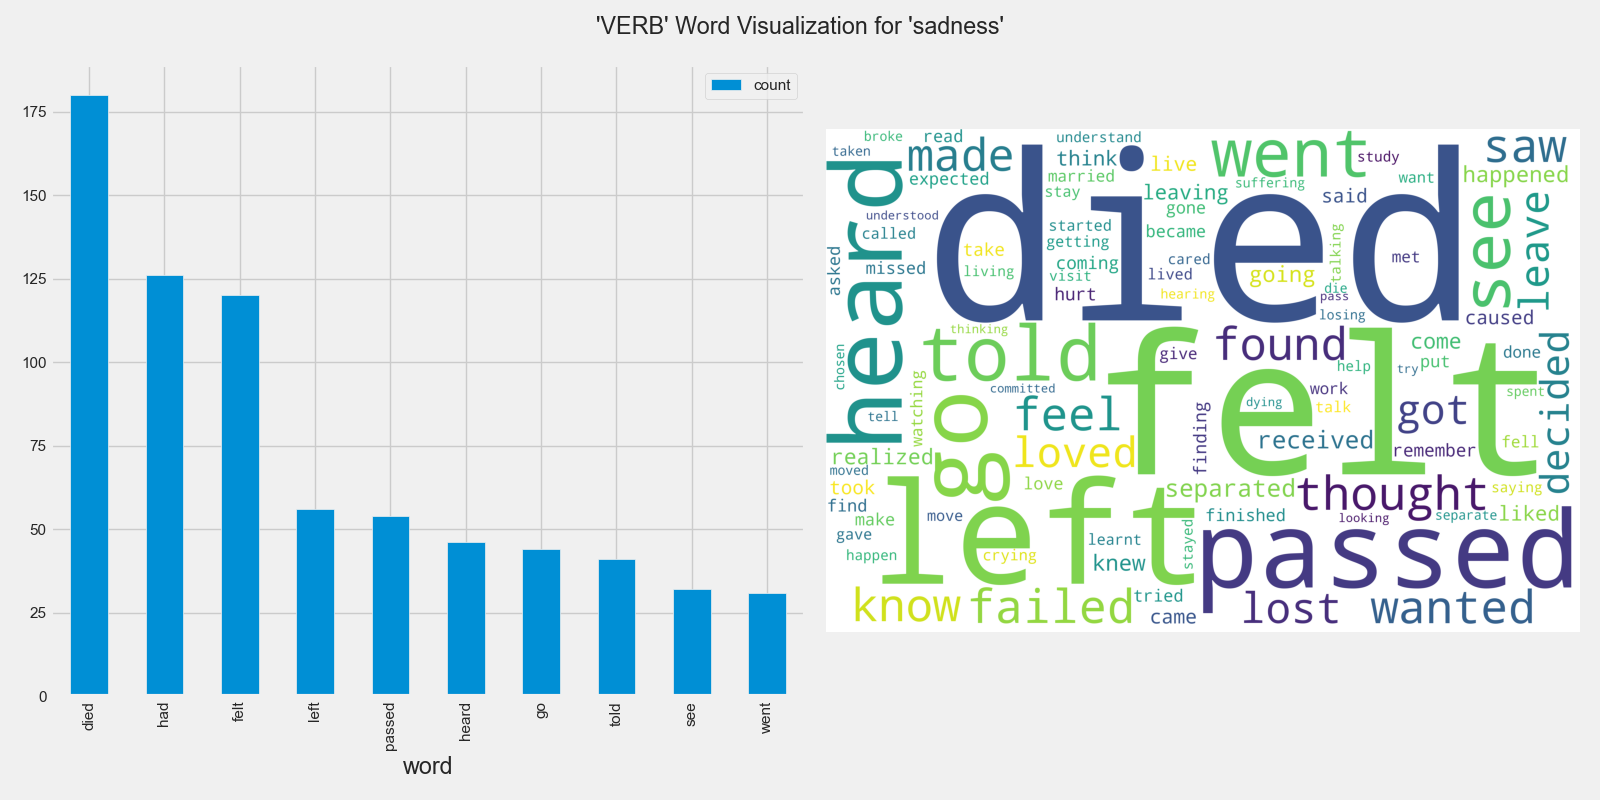 'VERB' Word Visualization for 'sadness'
count
175
150
125
100
75
50
25
0
died
had
felt
left
passed
heard
go
told
see
went
word
broke
read
understand
went
saw
taken
made
think
live
study
happened
expected
married
stay
leaving
suffering
want
said
heard
died
understood
called
take
started
getting
gone
became
see
leave
asked
missed
living
coming
visit
cared
lived
going
talking
met
hurt
hearing
die
pass
losing
caused
thinking
told
give
found
come
put
done
chosen
committed
felt
help
try
work
spent
decided
tell
watching
go
feel
dying
talk
got
finding
received
remember
fell
realized
loved
moved
took
love
separated
thought
saying
find
make
left
move
finished
looking
separate
liked
gave
learnt
happen
crying
knew
stayed
passed
know
failed
tried
came
lost
wanted